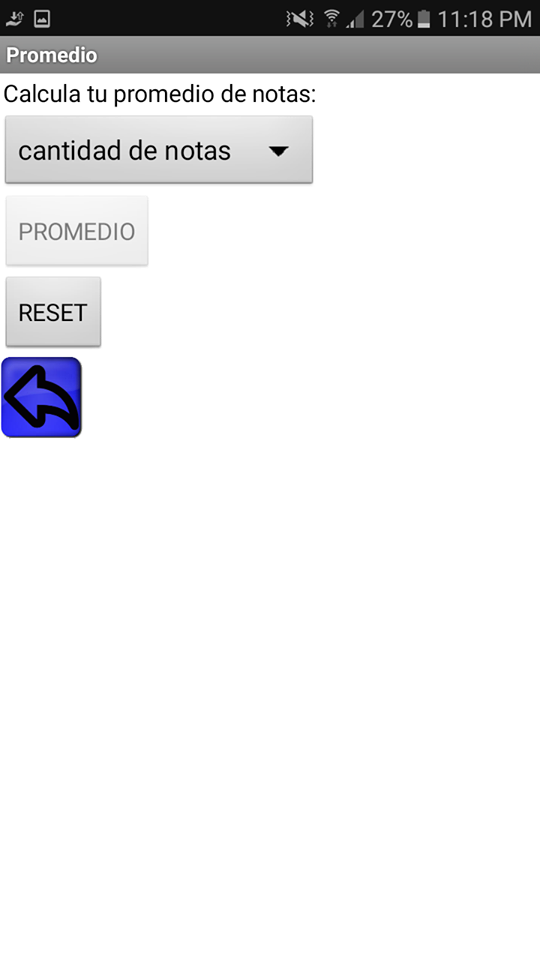 27% 11:18 PM
Promedio
Calcula tu promedio de notas:
cantidad de notas
PROMEDIO
RESET